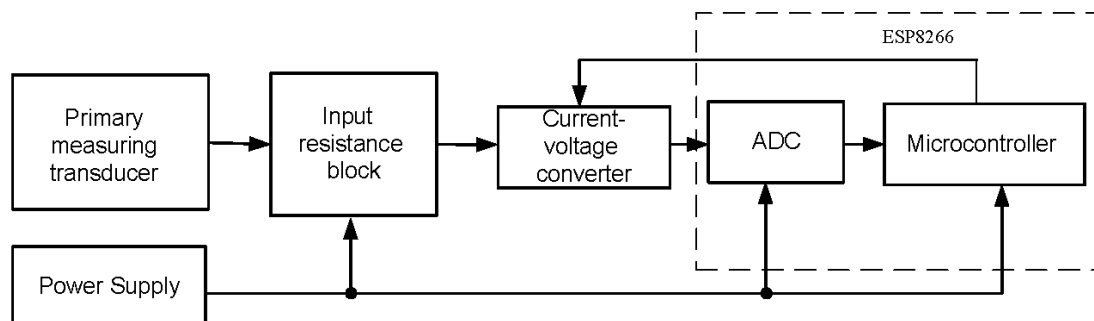 ESP8266
Primary
measuring
transducer
Input
resistance
block
Current-
voltage
converter
ADC
Microcontroller
Power Supply